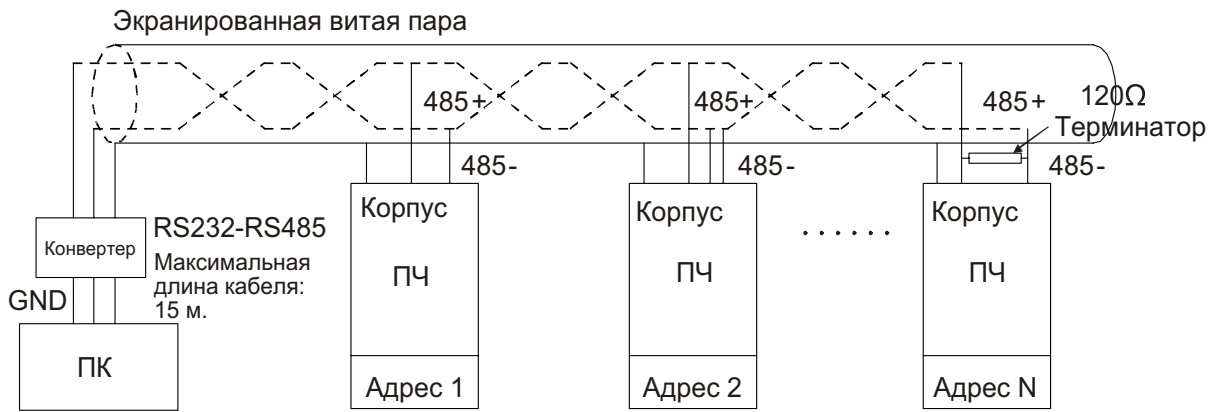 Экранированная витая пара
485+
485+
485+
120Ω
Терминатор
485-
485-
485-
Корпус
Корпус
Корпус
Конвертер
RS232-RS485
Максимальная
длина кабеля:
15 м.
ПЧ
ПЧ
......
ПЧ
GND
ПК
Адрес 1
Адрес 2
Адрес N